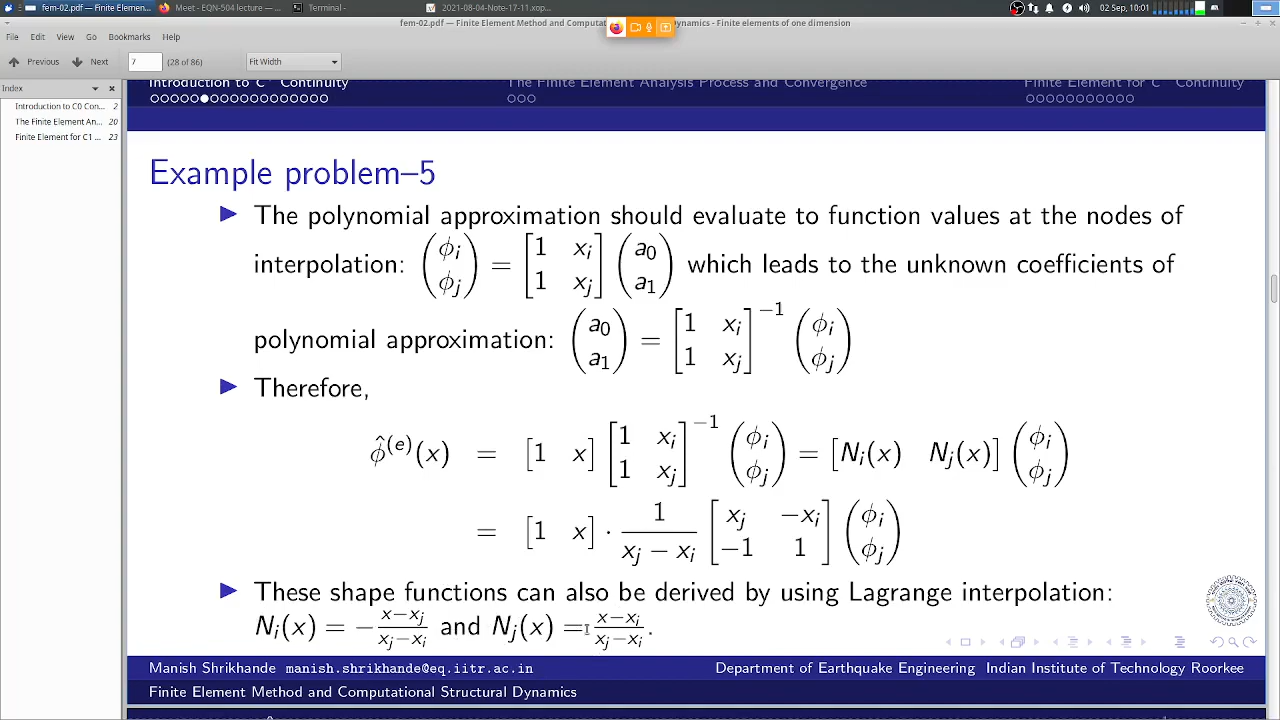 fem-02.pdf — Finite Elemen...
Meet - EQN-504 lecture — ...
Terminal -
2021-08-04-Note-17-11.xop...
02 Sep, 10:01
fem-02.pdf — Finite Element Method and Computat Dynamics - Finite elements of one dimension
File Edit View Go Bookmarks Help
Previous Next 7 (28 of 86) Fit Width
Index
Introduction to C0 Con... 2
The Finite Element An... 20
Finite Element for C1 ... 23
Introduction to C Continuity The Finite Element Analysis Process and Convergence Finite Element for C Continuity
Example problem–5
▶ The polynomial approximation should evaluate to function values at the nodes of
interpolation: (ϕi ϕj) = [1 xi 1 xj] (a0 a1) which leads to the unknown coefficients of
polynomial approximation: (a0 a1) = [1 xi 1 xj]−1 (ϕi ϕj)
▶ Therefore,
ϕ̂(e)(x) = [1 x] [1 xi 1 xj]−1 (ϕi ϕj) = [Ni(x) Nj(x)] (ϕi ϕj)
= [1 x] · 1/(xj − xi) [xj −xi −1 1] (ϕi ϕj)
▶ These shape functions can also be derived by using Lagrange interpolation:
Ni(x) = −(x−xj)/(xj−xi) and Nj(x) = (x−xi)/(xj−xi).
Manish Shrikhande manish.shrikhande@eq.iitr.ac.in Department of Earthquake Engineering Indian Institute of Technology Roorkee
Finite Element Method and Computational Structural Dynamics